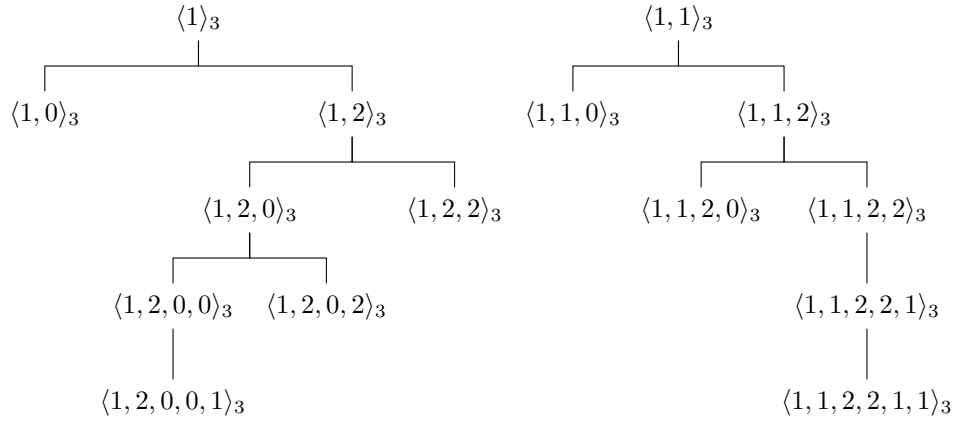 ⟨1⟩₃ ⟨1, 1⟩₃
⟨1, 0⟩₃ ⟨1, 2⟩₃ ⟨1, 1, 0⟩₃ ⟨1, 1, 2⟩₃
⟨1, 2, 0⟩₃ ⟨1, 2, 2⟩₃ ⟨1, 1, 2, 0⟩₃ ⟨1, 1, 2, 2⟩₃
⟨1, 2, 0, 0⟩₃ ⟨1, 2, 0, 2⟩₃ ⟨1, 1, 2, 2, 1⟩₃
⟨1, 2, 0, 0, 1⟩₃ ⟨1, 1, 2, 2, 1, 1⟩₃